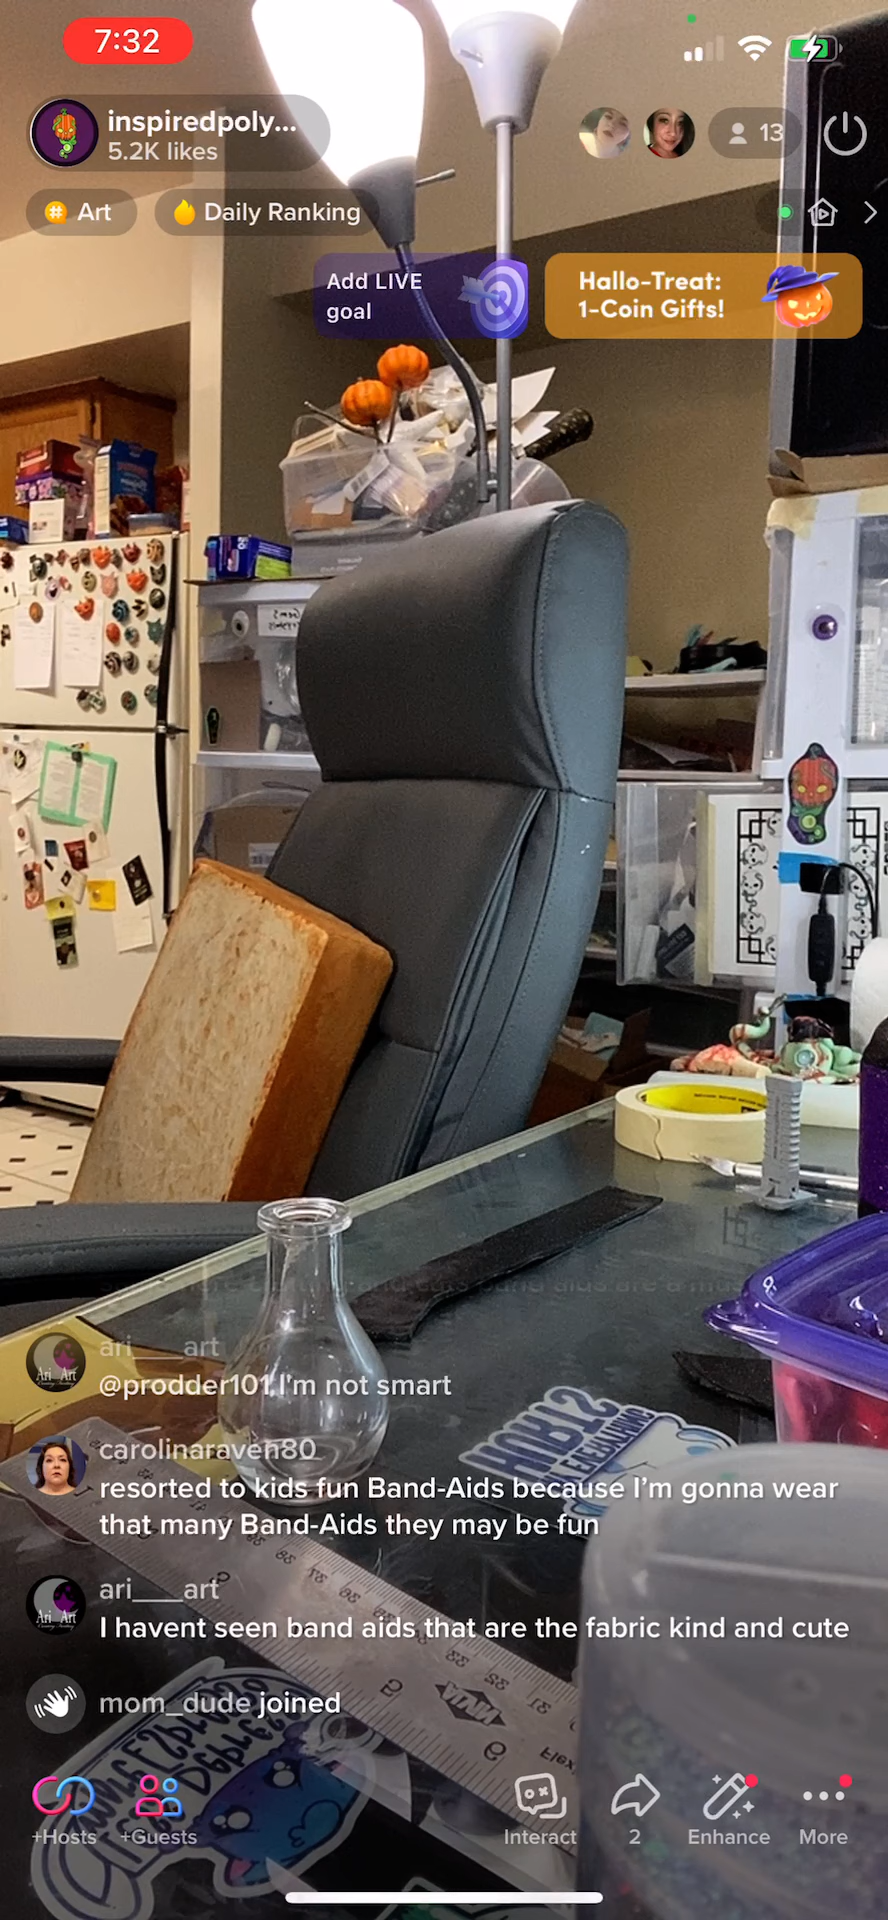 7:32
inspiredpoly...
5.2K likes
13
Art
Daily Ranking
Add LIVE
goal
Hallo-Treat:
1-Coin Gifts!
ari___art
@prodder101 I'm not smart
carolinaraven80
resorted to kids fun Band-Aids because I'm gonna wear
that many Band-Aids they may be fun
ari___art
I havent seen band aids that are the fabric kind and cute
mom_dude joined
+Hosts
+Guests
Interact
2
Enhance
More